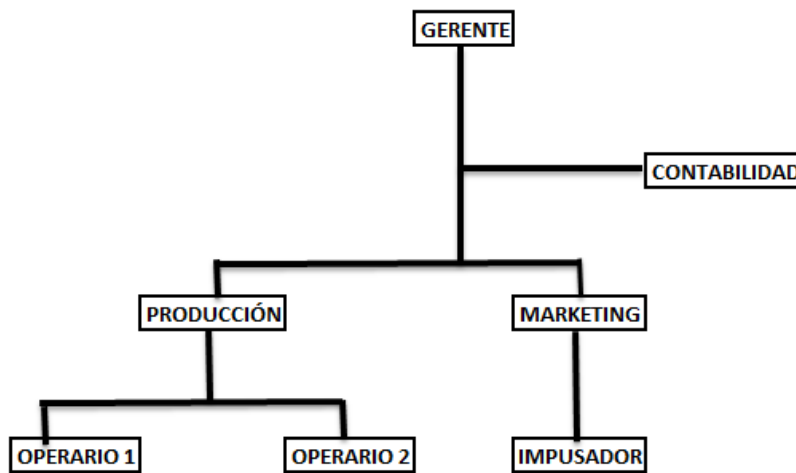 GERENTE
CONTABILIDAD
PRODUCCIÓN
MARKETING
OPERARIO 1
OPERARIO 2
IMPUSADOR